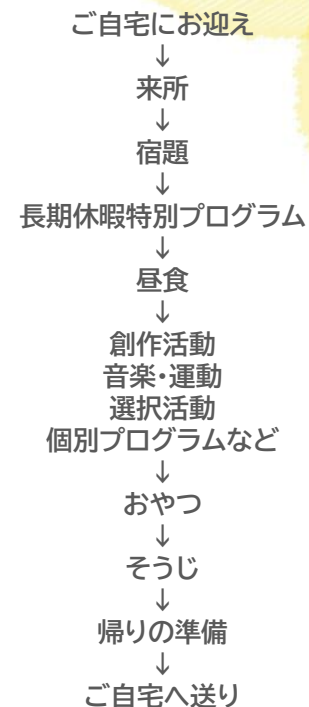 ご自宅にお迎え
↓
来所
↓
宿題
↓
長期休暇特別プログラム
↓
昼食
↓
創作活動
音楽・運動
選択活動
個別プログラムなど
↓
おやつ
↓
そうじ
↓
帰りの準備
↓
ご自宅へ送り